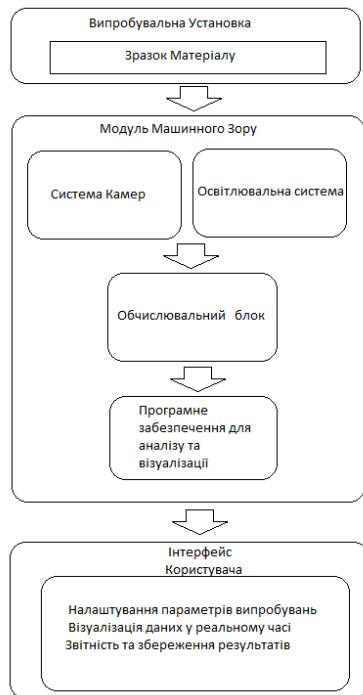 Випробувальна Установка
Зразок Матеріалу
Модуль Машинного Зору
Система Камер
Освітлювальна система
Обчислювальний блок
Програмне
забезпечення для
аналізу та
візуалізації
Інтерфейс
Користувача
Налаштування параметрів випробувань
Візуалізація даних у реальному часі
Звітність та збереження результатів